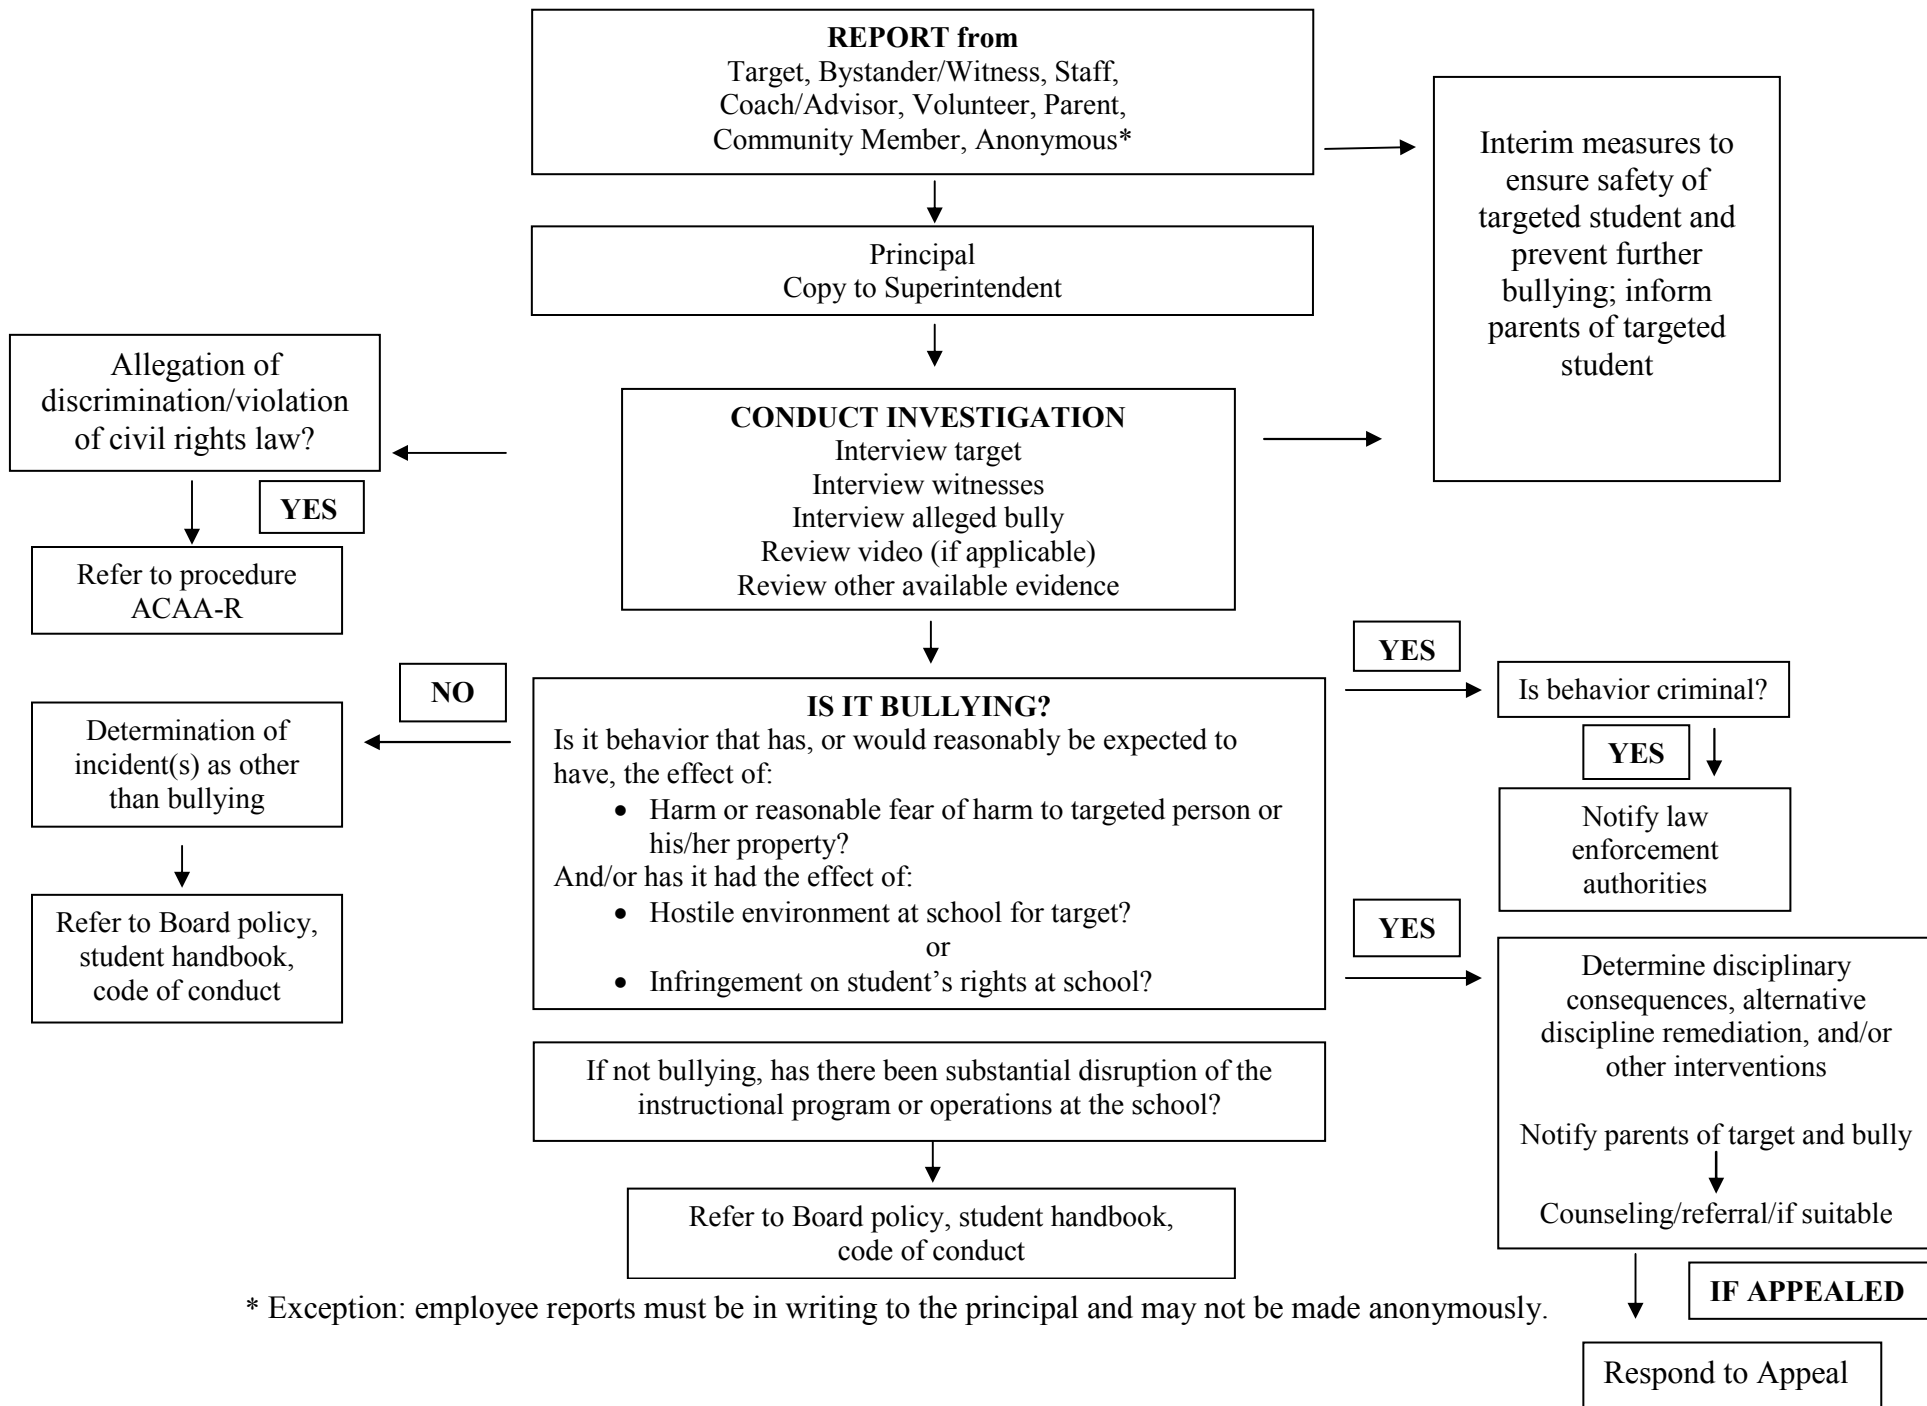 REPORT from
Target, Bystander/Witness, Staff,
Coach/Advisor, Volunteer, Parent,
Community Member, Anonymous*
Interim measures to
ensure safety of
targeted student and
prevent further
bullying; inform
parents of targeted
student
Principal
Copy to Superintendent
Allegation of
discrimination/violation
of civil rights law?
YES
Refer to procedure
ACAA-R
CONDUCT INVESTIGATION
Interview target
Interview witnesses
Interview alleged bully
Review video (if applicable)
Review other available evidence
NO
Determination of
incident(s) as other
than bullying
Refer to Board policy,
student handbook,
code of conduct
IS IT BULLYING?
Is it behavior that has, or would reasonably be expected to
have, the effect of:
• Harm or reasonable fear of harm to targeted person or
his/her property?
And/or has it had the effect of:
• Hostile environment at school for target?
or
• Infringement on student’s rights at school?
YES
Is behavior criminal?
YES
Notify law
enforcement
authorities
YES
Determine disciplinary
consequences, alternative
discipline remediation, and/or
other interventions
Notify parents of target and bully
Counseling/referral/if suitable
If not bullying, has there been substantial disruption of the
instructional program or operations at the school?
Refer to Board policy, student handbook,
code of conduct
IF APPEALED
* Exception: employee reports must be in writing to the principal and may not be made anonymously.
Respond to Appeal